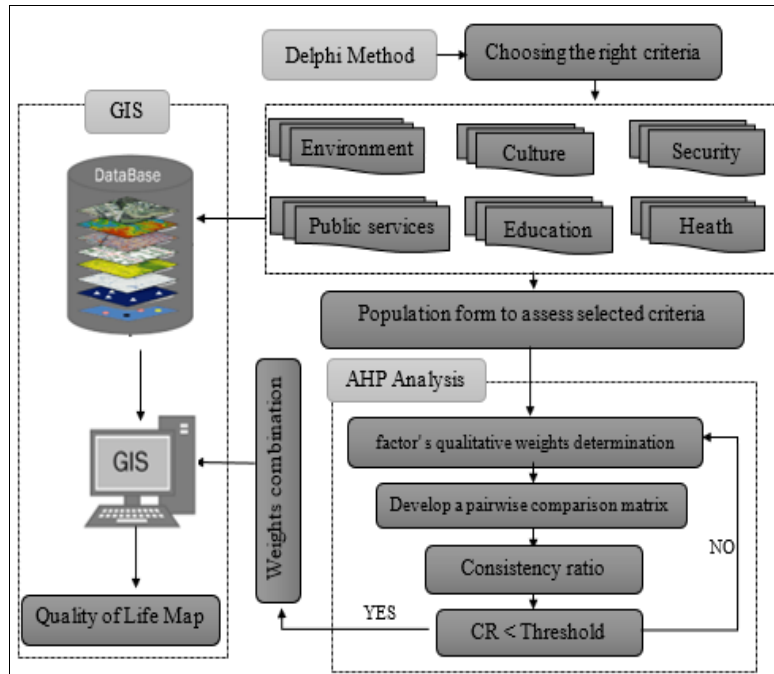 Delphi Method
Choosing the right criteria
GIS
DataBase
Environment
Culture
Security
Public services
Education
Heath
Population form to assess selected criteria
AHP Analysis
factor's qualitative weights determination
Develop a pairwise comparison matrix
Consistency ratio
CR < Threshold
NO
YES
Weights combination
GIS
Quality of Life Map